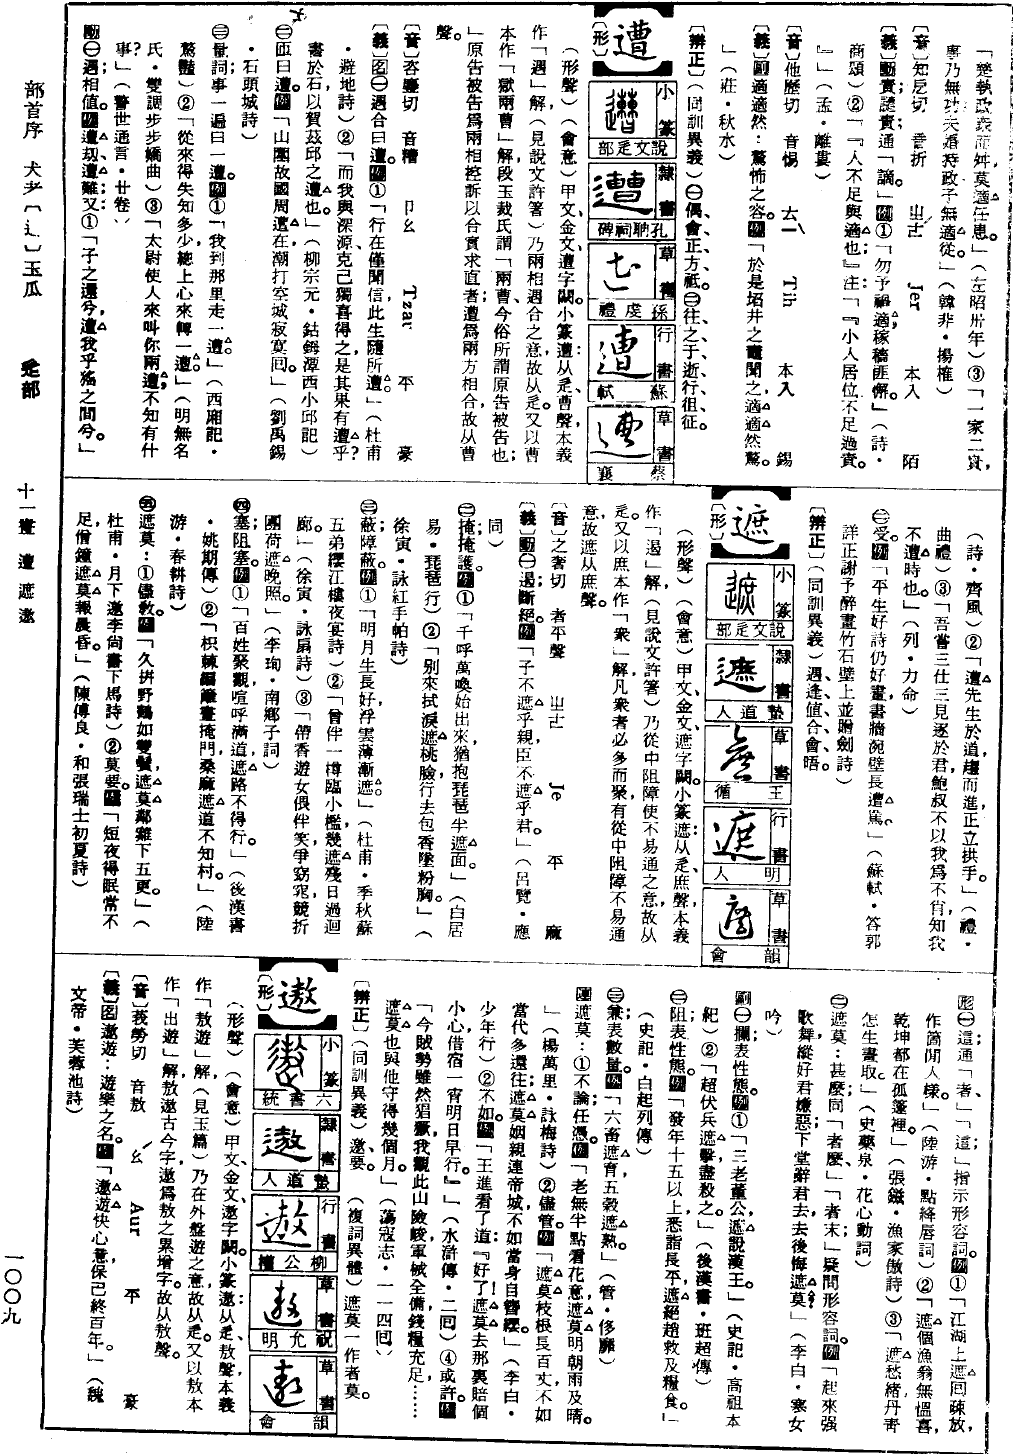 「楚執政衆而舛莫適任患。」(左昭卅年)③「一家二貴,
事乃無功夫婚持政子無適從」(韓非·揚榷)
〔音〕知戹切 音折 ㄓㄜˊ Jer 本入 陌
〔義〕動責讓責通「謫」。例①「勿予禍適,稼穡匪懈。」(詩·
商頌)②「『人不足與適也』注:『小人居位不足過責。
』」(孟·離婁)
〔音〕他歷切 音惕 ㄊㄧˋ Tih 本入 錫
〔義〕副適適然:驚怖之容。例「於是埳井之鼃聞之適適然驚。
」(莊·秋水)
〔辨正〕(同訓異義)㊀偶、會、正、方、祗。㊁往、之、于、逝、行、徂、征。
遭
〔形〕
小篆 說文辵部
隸書 孔耽祠碑
草書 孫虔禮
行書 蘇軾
草書 蔡襄
(形聲)(會意)甲文、金文、遭字闕。小篆遭:从辵、曹聲,本義
作「遇」解(見說文許箸)乃兩相遇合之意,故从辵。又以曹
本作「獄兩曹」解,段玉裁氏謂「兩曹、今俗所謂原告被告也;
」原告被告爲兩相控訴以合實求直者;遭爲兩方相合,故从曹
聲。
〔音〕咨鏖切 音糟 ㄗㄠ Tzar 平 豪
〔義〕名㊀遇合曰遭。例①「行在僅聞信,此生隨所遭。」(杜甫
·避地詩)②「而我與深源克己獨喜得之,是其果有遭乎?
書於石,以賀茲邱之遭也。」(柳宗元·鈷鉧潭西小邱記)
㊁匝曰遭。例「山圍故國周遭在,潮打空城寂寞回。」(劉禹錫
·石頭城詩)
㊂量詞;事一遍曰一遭。例①「我到那里走一遭。」(西廂記·
驚豔)②「從來得失知多少,總上心來轉一遭。」(明無名
氏·雙調步步嬌曲)③「太尉使人來叫你兩遭,不知有什
事?」(警世通言·廿卷)
動㊀遇;相值。例遭劫、遭難。又①「子之還兮,遭我乎峱之間兮。」
(詩·齊風)②「遭先生於道,趨而進,正立拱手。」(禮·
曲禮)③「吾嘗三仕三見逐於君,鮑叔不以我爲不肖,知我
不遭時也。」(列·力命)
㊁受。例「平生好詩仍好畫,書牆涴壁長遭罵。」(蘇軾·答郭
詳正謝予醉畫竹石壁上並贈劍詩)
〔辨正〕(同訓異義)遇、逢、值、合、會、晤。
遮
〔形〕
小篆 說文辵部
隸書 蟄道人
草書 王循
行書 明人
草書 韻會
(形聲)(會意)甲文、金文、遮字闕。小篆遮:从辵、庶聲,本義
作「遏」解(見說文許箸)乃從中阻障使不易通之意,故从
辵。又以庶本作「衆」解,凡衆者必多而聚,有從中阻障不易通
意,故遮从庶聲。
〔音〕之奢切 者平聲 ㄓㄜ Je 平 麻
〔義〕動㊀遏;斷絕。例「子不遮乎親,臣不遮乎君。」(呂覽·應
同)
㊁掩;掩護。例①「千呼萬喚始出來,猶抱琵琶半遮面。」(白居
易·琵琶行)②「別來拭淚遮桃臉,行去包香墜粉胸。」(
徐寅·詠紅手帕詩)
㊂蔽;障蔽。例①「明月生長好,浮雲薄漸遮。」(杜甫·季秋蘇
五弟纓江樓夜宴詩)②「曾伴一樽臨小檻,幾遮殘日過迴
廊。」(徐寅·詠扇詩)③「帶香遊女偎伴笑,爭窈窕,競折
團荷遮晚照。」(李珣·南鄉子詞)
㊃塞;阻塞。例①「百姓聚觀,喧呼滿道,遮路不得行。」(後漢書
·姚期傳)②「枳棘編籬晝掩門,桑麻遮道不知村。」(陸
游·春耕詩)
㊄遮莫:①儘教。例「久拚野鶴如雙鬢,遮莫鄰雞下五更。」(
杜甫·月下邀李尚書下馬詩)②莫要。例「短夜得眠常不
足,僧鐘遮莫報晨昏。」(陳傅良·和張瑞士初夏詩)
形㊀這;通「者」、「這」指示形容詞。例①「江湖上遮回疎放,
作箇閒人樣。」(陸游·點絳唇詞)②「遮個漁翁無慍喜,
乾坤都在孤篷裡。」(張鎡·漁家傲詩)③「遮愁緒丹青
怎生畫取。」(史藥泉·花心動詞)
㊁遮莫:甚麼;同「者麼」、「者末」疑問形容詞。例「起來强
歌舞,縱好君嫌惡;下堂辭君去,去後悔遮莫!」(李白·寒女
吟)
副㊀攔;表性態。例①「三老董公遮說漢王。」(史記·高祖本
紀)②「超伏兵遮擊,盡殺之。」(後漢書·班超傳)
㊁阻;表性態。例「發年十五以上悉詣長平,遮絕趙救及糧食。」
(史記·白起列傳)
㊂兼;表數量。例「六畜遮育,五穀遮熟。」(管·侈靡)
連遮莫:①不論;任憑。例「老無半點看花意,遮莫明朝雨及晴。
」(楊萬里·詠梅詩)②儘管。例「遮莫枝根長百丈,不如
當代多還往;遮莫姻親連帝城,不如當身自簪纓。」(李白·
少年行)③不如。例「王進看了道:『好了!遮莫去那裏賠個
小心,借宿一宵,明日早行。』」(水滸傳·二回)④或許。例
「今賊勢雖然猖獗,我觀此山險峻,軍械全備,錢糧充足,……
遮莫也與他守得幾個月。」(蕩寇志·一一四回)
〔辨正〕(同訓異義)遏、要。 (複詞異體)遮莫一作者莫。
遨
〔形〕
小篆 六書統
隸書 蟄道人
行書 柳公權
草書 祝允明
草書 韻會
(形聲)(會意)甲文、金文、遨字闕。小篆遨:从辵、敖聲,本義
作「敖遊」解(見玉篇)乃在外盤遊之意,故从辵。又以敖本
作「出遊」解,敖遨古今字,遨爲敖之累增字。故从敖聲。
〔音〕莪勞切 音敖 ㄠˊ Aur 平 豪
〔義〕名遨遊:遊樂之名。例「遨遊快心意,保己終百年。」(魏
文帝·芙蓉池詩)
部首序 犬〔辶〕玉瓜 辵部 十一畫 遭遮遨 一〇〇九